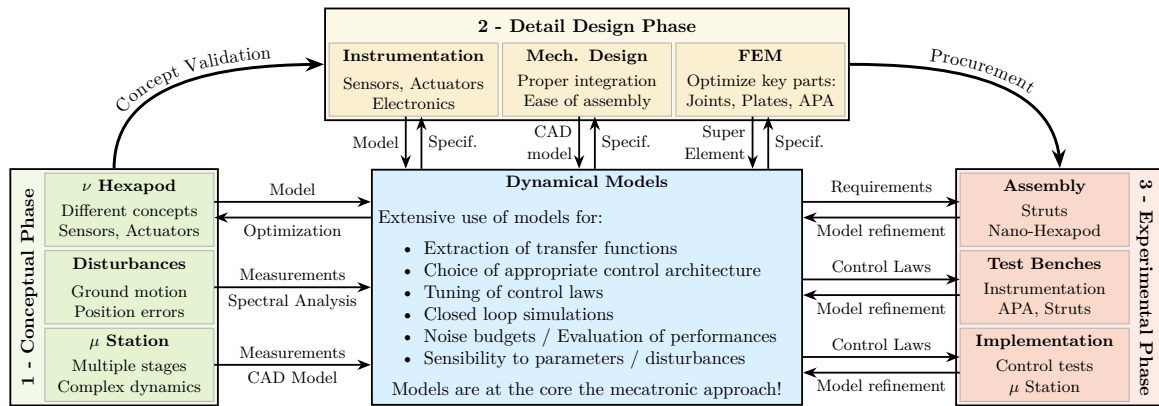 2 - Detail Design Phase
Instrumentation
Sensors, Actuators
Electronics
Mech. Design
Proper integration
Ease of assembly
FEM
Optimize key parts:
Joints, Plates, APA
Concept Validation
Procurement
Model
Specif.
CAD
model
Specif.
Super
Element
Specif.
1 - Conceptual Phase
ν Hexapod
Different concepts
Sensors, Actuators
Disturbances
Ground motion
Position errors
μ Station
Multiple stages
Complex dynamics
Model
Optimization
Measurements
Spectral Analysis
Measurements
CAD Model
Dynamical Models
Extensive use of models for:
• Extraction of transfer functions
• Choice of appropriate control architecture
• Tuning of control laws
• Closed loop simulations
• Noise budgets / Evaluation of performances
• Sensibility to parameters / disturbances
Models are at the core the mecatronic approach!
Requirements
Model refinement
Control Laws
Model refinement
Control Laws
Model refinement
Assembly
Struts
Nano-Hexapod
Test Benches
Instrumentation
APA, Struts
Implementation
Control tests
μ Station
3 - Experimental Phase